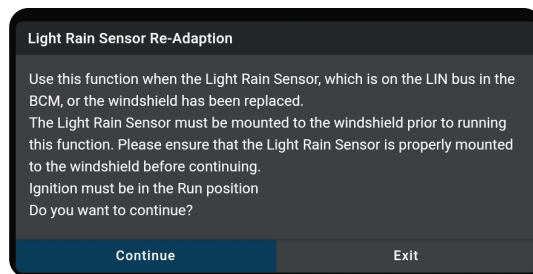 Light Rain Sensor Re-Adaption
Use this function when the Light Rain Sensor, which is on the LIN bus in the
BCM, or the windshield has been replaced.
The Light Rain Sensor must be mounted to the windshield prior to running
this function. Please ensure that the Light Rain Sensor is properly mounted
to the windshield before continuing.
Ignition must be in the Run position
Do you want to continue?
Continue
Exit